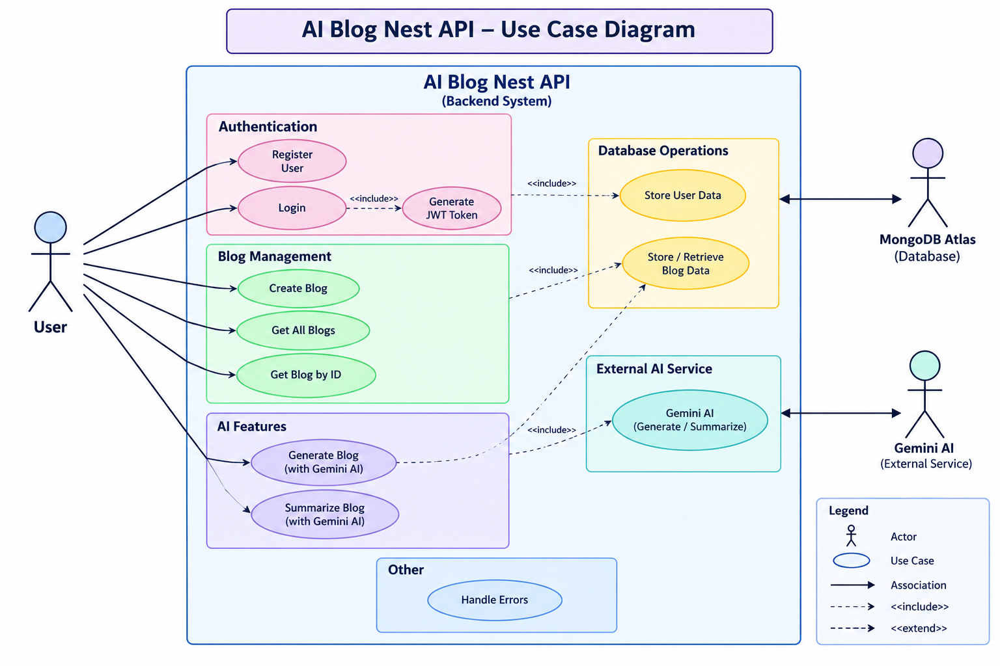 AI Blog Nest API – Use Case Diagram
AI Blog Nest API
(Backend System)
Authentication
Register
User
Login
<<include>>
Generate
JWT Token
<<include>>
Database Operations
Store User Data
Store / Retrieve
Blog Data
MongoDB Atlas
(Database)
User
Blog Management
Create Blog
Get All Blogs
Get Blog by ID
<<include>>
AI Features
Generate Blog
(with Gemini AI)
Summarize Blog
(with Gemini AI)
<<include>>
External AI Service
Gemini AI
(Generate / Summarize)
Gemini AI
(External Service)
Other
Handle Errors
Legend
Actor
Use Case
Association
<<include>>
<<extend>>